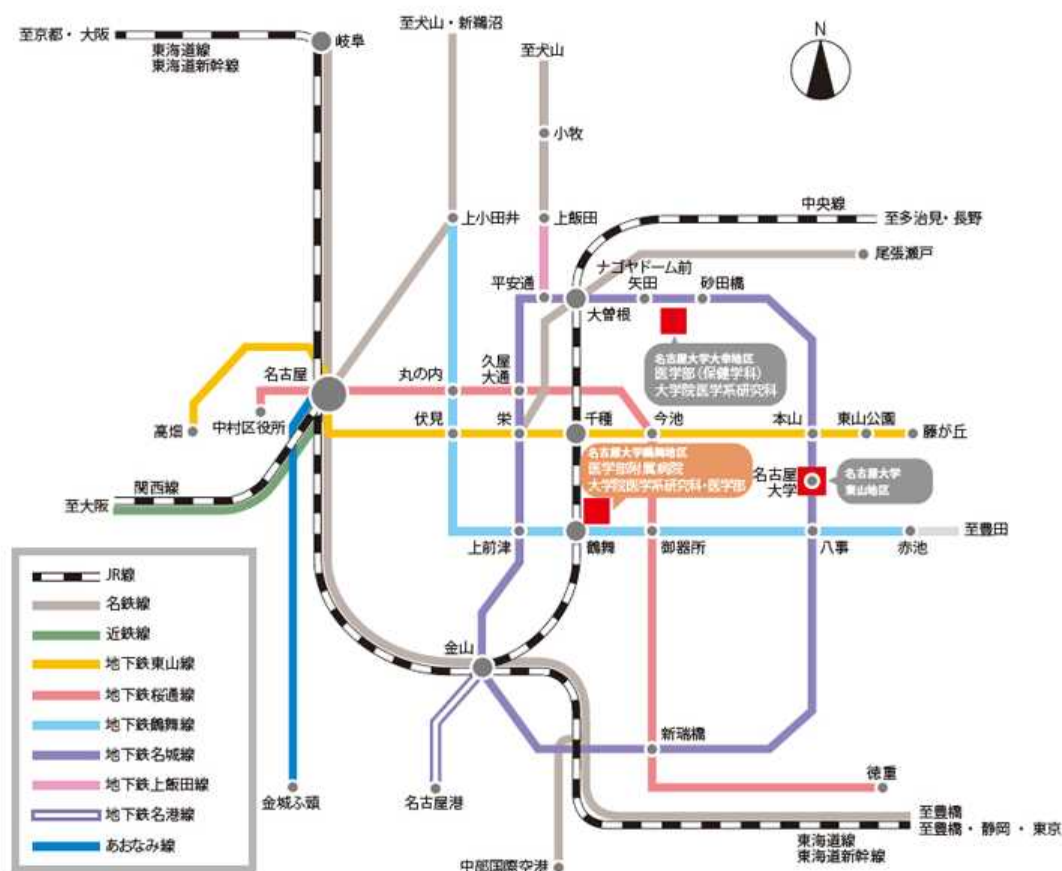 至京都・大阪
東海道線
東海道新幹線
岐阜
至犬山・新鵜沼
至犬山
小牧
N
上小田井
上飯田
中央線
至多治見・長野
尾張瀬戸
平安通
ナゴヤドーム前
矢田
砂田橋
大曽根
名古屋大学大幸地区
医学部(保健学科)
大学院医学系研究科
名古屋
丸の内
久屋
大通
高畑
中村区役所
伏見
栄
千種
今池
本山
東山公園
藤が丘
名古屋大学鶴舞地区
医学部附属病院
大学院医学系研究科・医学部
名古屋
大学
名古屋大学
東山地区
関西線
至大阪
上前津
鶴舞
御器所
八事
赤池
至豊田
金山
新瑞橋
徳重
金城ふ頭
名古屋港
中部国際空港
至豊橋
至豊橋・静岡・東京
東海道線
東海道新幹線
JR線
名鉄線
近鉄線
地下鉄東山線
地下鉄桜通線
地下鉄鶴舞線
地下鉄名城線
地下鉄上飯田線
地下鉄名港線
あおなみ線